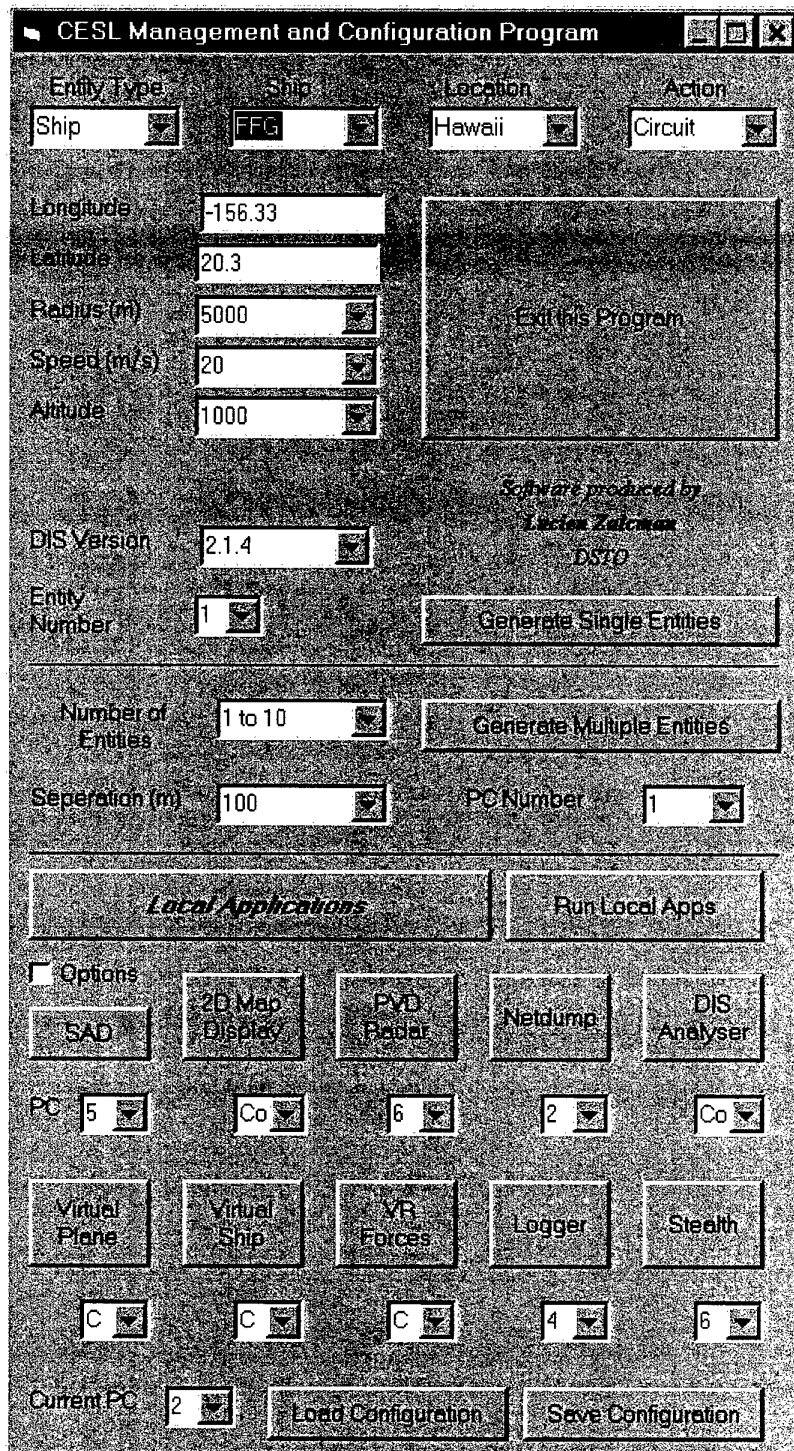 CESL Management and Configuration Program
Entity Type Ship Location Action
Ship FFG Hawaii Circuit
Longitude -156.33
Latitude 20.3
Radius (m) 5000
Exit this Program
Speed (m/s) 20
Altitude 1000
Software produced by
Lucien Zalcman
DSTO
DIS Version 2.1.4
Entity
Number 1
Generate Single Entities
Number of
Entities 1 to 10
Generate Multiple Entities
Seperation (m) 100 PC Number 1
Local Applications Run Local Apps
Options
SAD
2D Map
Display
PVD
Radar
Netdump
DIS
Analyser
PC 5 Co 6 2 Co
Virtual
Plane
Virtual
Ship
VR
Forces
Logger
Stealth
C C C 4 6
Current PC 2 Load Configuration Save Configuration